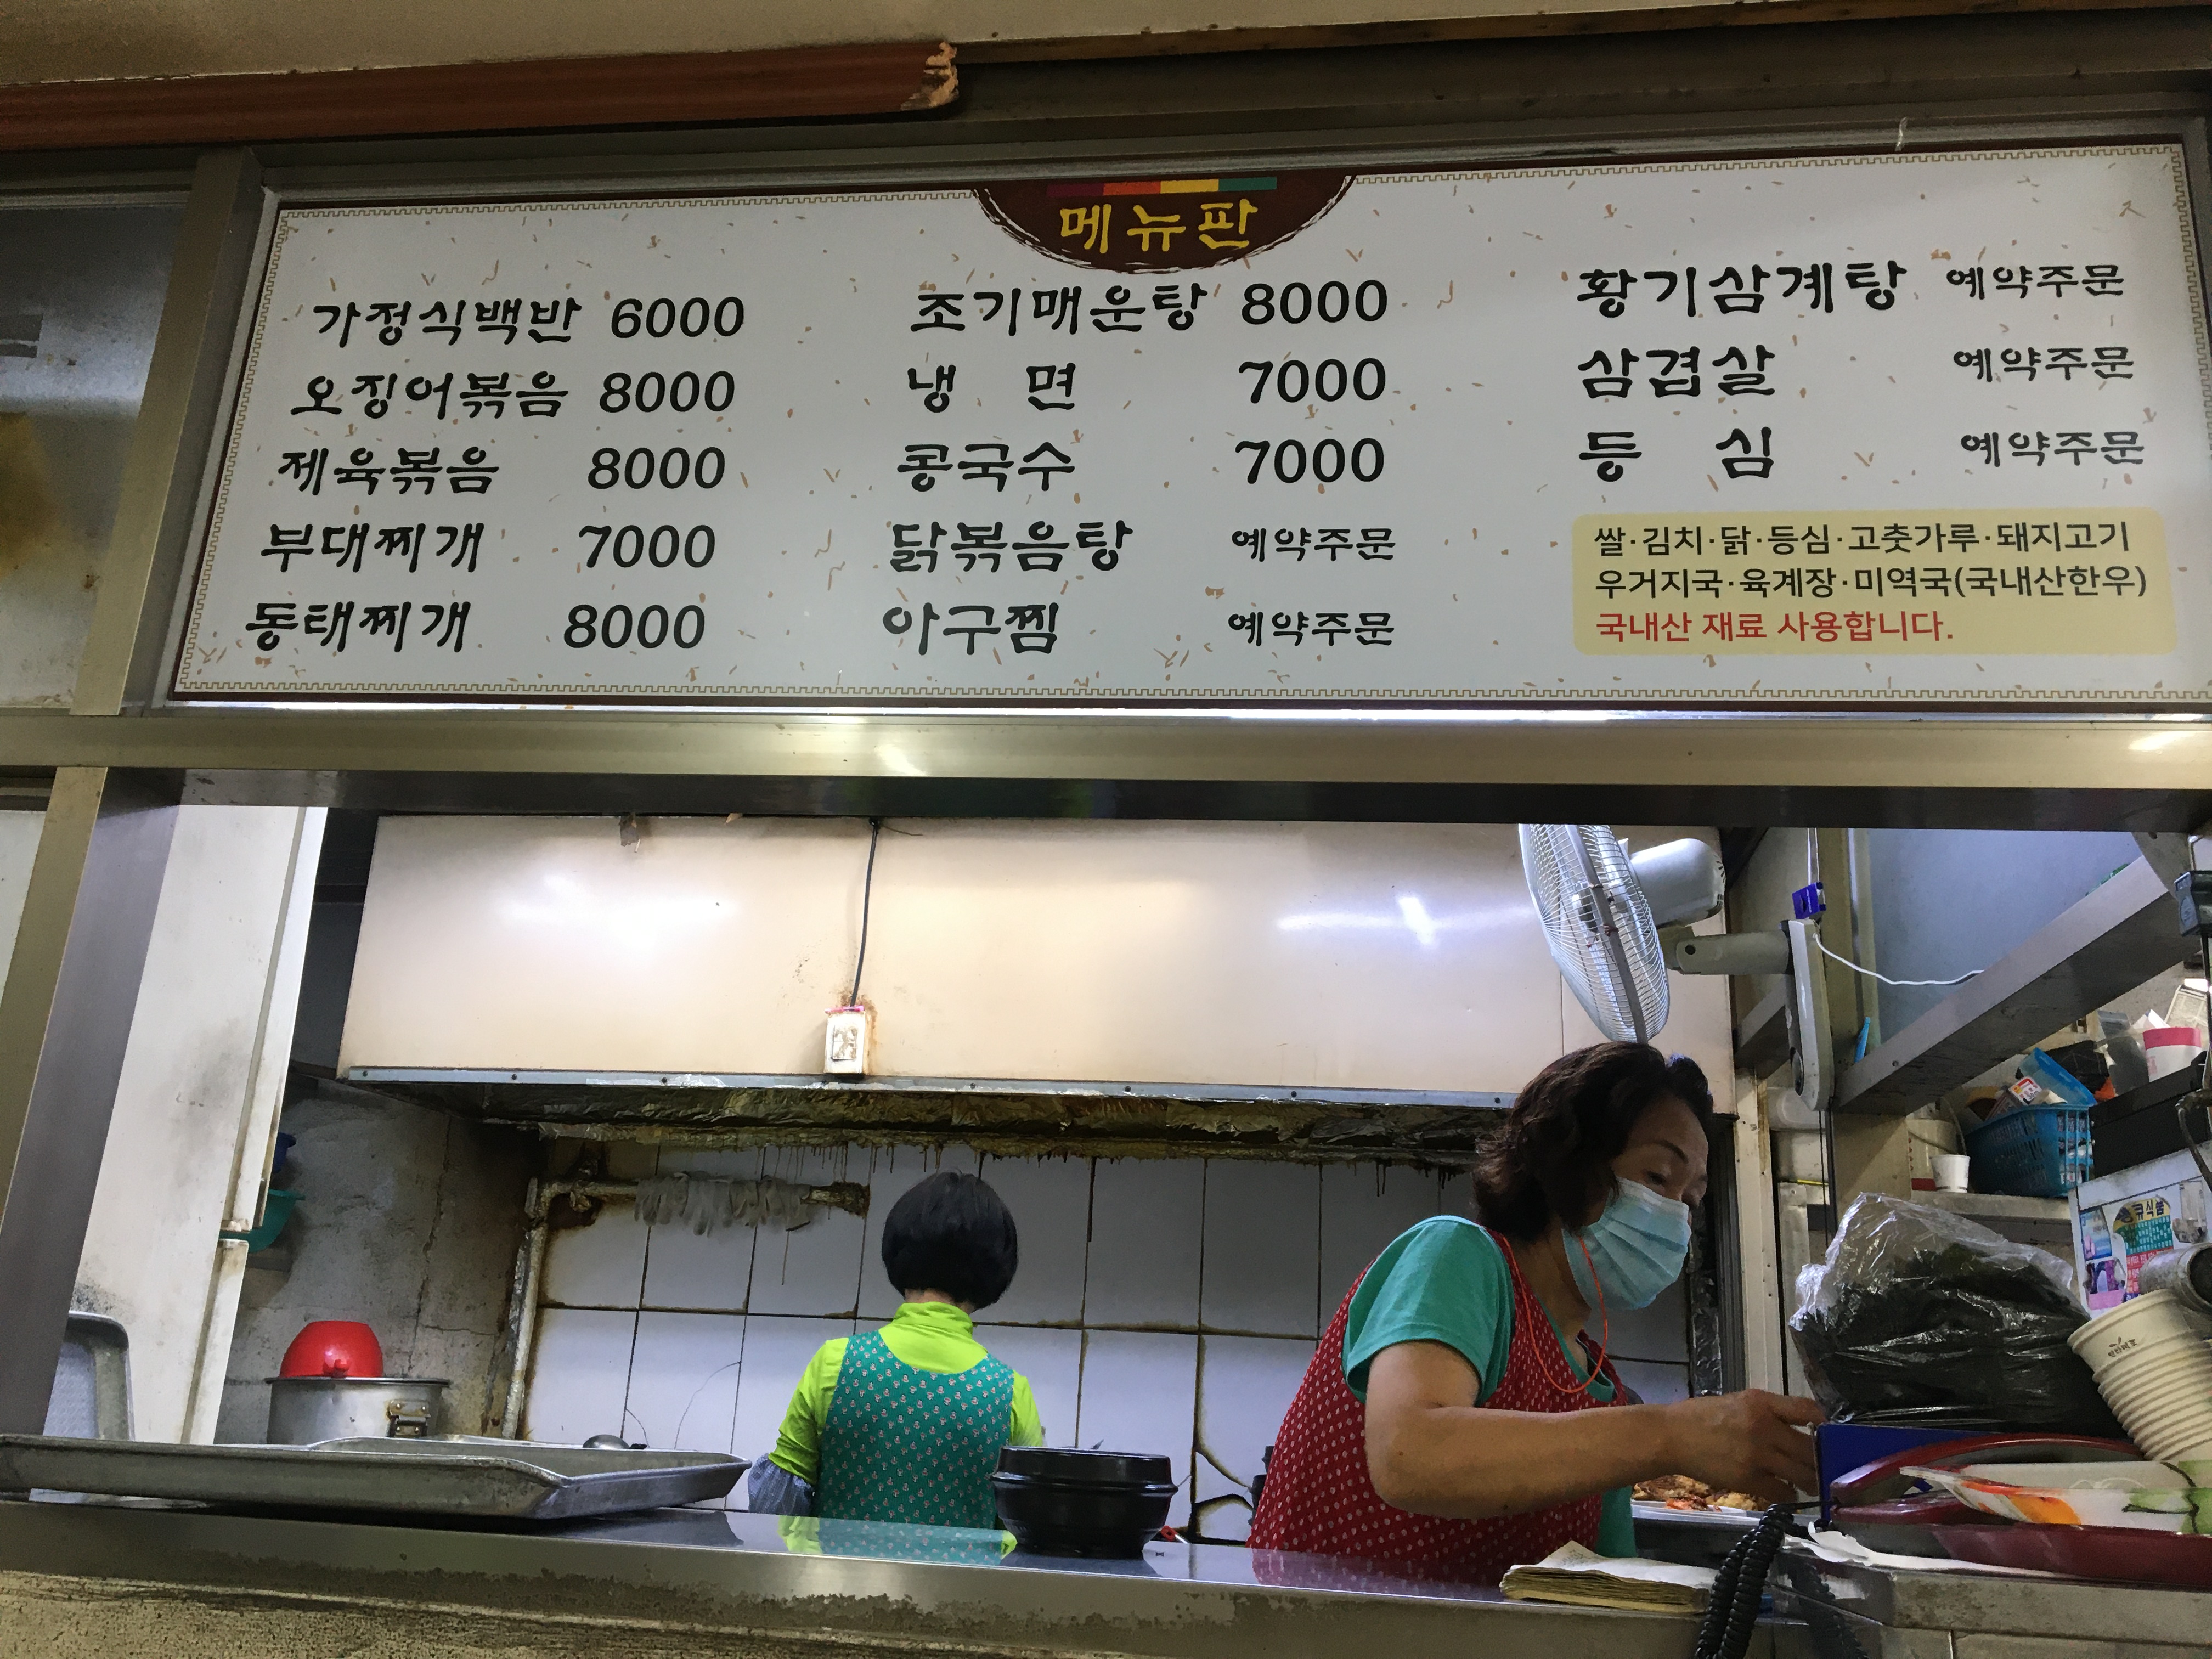 메뉴판
가정식백반 6000
오징어볶음 8000
제육볶음 8000
부대찌개 7000
동태찌개 8000
조기매운탕 8000
냉 면 7000
콩국수 7000
닭볶음탕 예약주문
아구찜 예약주문
황기삼계탕 예약주문
삼겹살 예약주문
등 심 예약주문
쌀·김치·닭·등심·고춧가루·돼지고기
우거지국·육계장·미역국(국내산한우)
국내산 재료 사용합니다.
큐식품